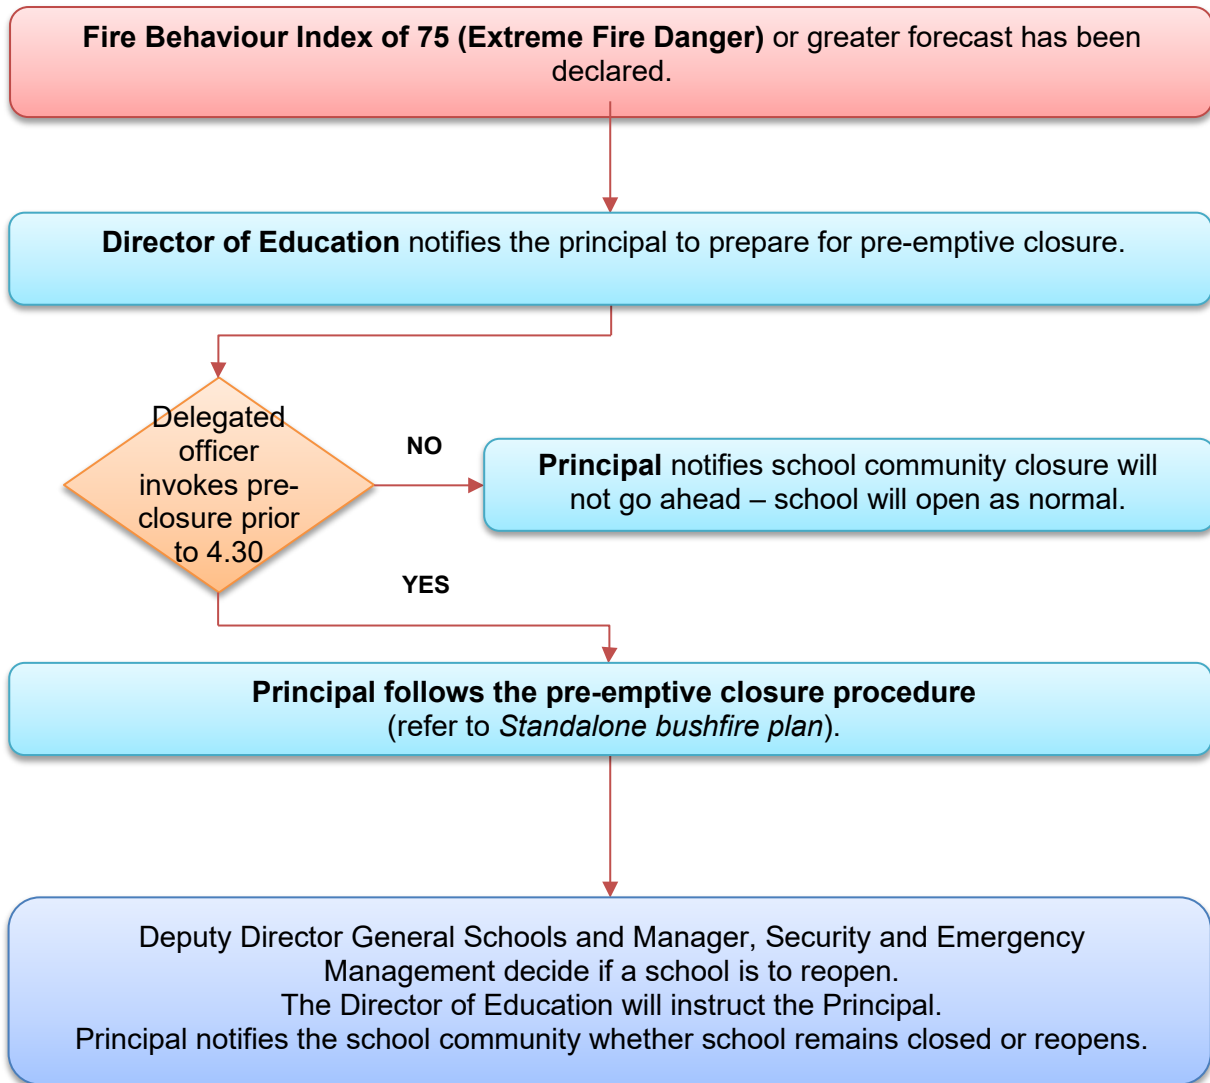 Fire Behaviour Index of 75 (Extreme Fire Danger) or greater forecast has been
declared.
Director of Education notifies the principal to prepare for pre-emptive closure.
Delegated
officer
invokes pre-
closure prior
to 4.30
NO
Principal notifies school community closure will
not go ahead – school will open as normal.
YES
Principal follows the pre-emptive closure procedure
(refer to Standalone bushfire plan).
Deputy Director General Schools and Manager, Security and Emergency
Management decide if a school is to reopen.
The Director of Education will instruct the Principal.
Principal notifies the school community whether school remains closed or reopens.